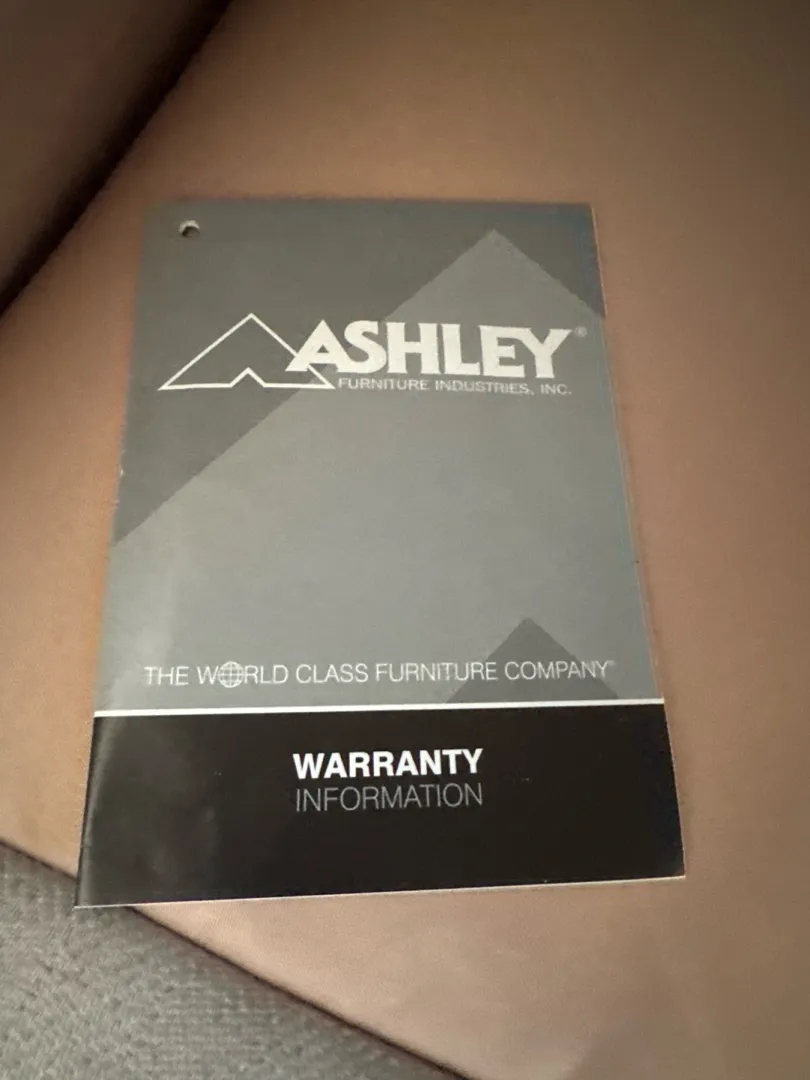 ASHLEY®
FURNITURE INDUSTRIES, INC.
THE WORLD CLASS FURNITURE COMPANY®
WARRANTY
INFORMATION